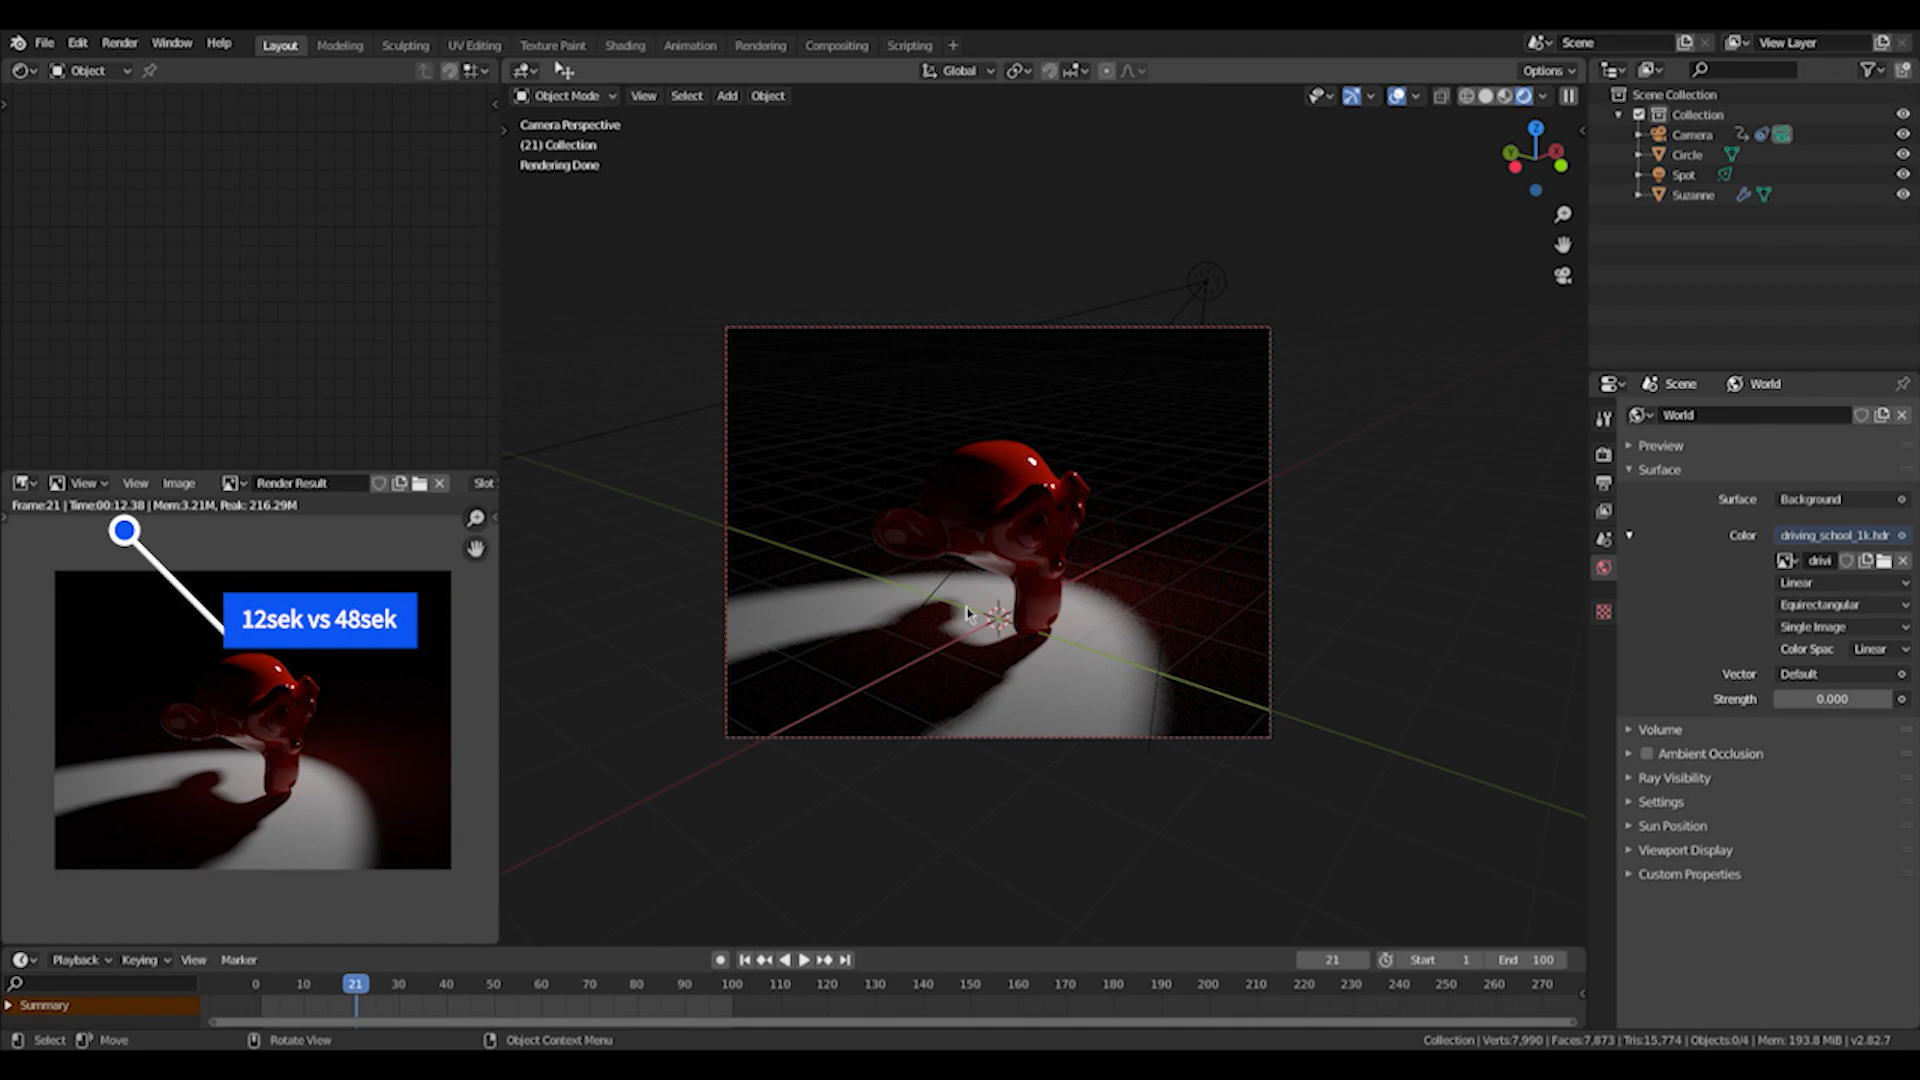 File Edit Render Window Help Layout Modeling Sculpting UV Editing Texture Paint Shading Animation Rendering Compositing Scripting + Scene View Layer
Object Global Options
Object Mode View Select Add Object
Camera Perspective
(21) Collection
Rendering Done
Scene Collection
Collection
Camera
Circle
Spot
Suzanne
Z
Y
X
Scene World
World
Preview
Surface
Surface Background
Color driving_school_1k.hdr
drivi
Linear
Equirectangular
Single Image
Color Spac Linear
Vector Default
Strength 0.000
Volume
Ambient Occlusion
Ray Visibility
Settings
Sun Position
Viewport Display
Custom Properties
View View Image Render Result Slot
Frame:21 | Time:00:12.38 | Mem:3.21M, Peak: 216.29M
12sek vs 48sek
Playback Keying View Marker 21 Start 1 End 100
0 10 21 30 40 50 60 70 80 90 100 110 120 130 140 150 160 170 180 190 200 210 220 230 240 250 260 270
Summary
Select Move Rotate View Object Context Menu Collection | Verts:7,990 | Faces:7,873 | Tris:15,774 | Objects:0/4 | Mem: 193.8 MiB | v2.82.7